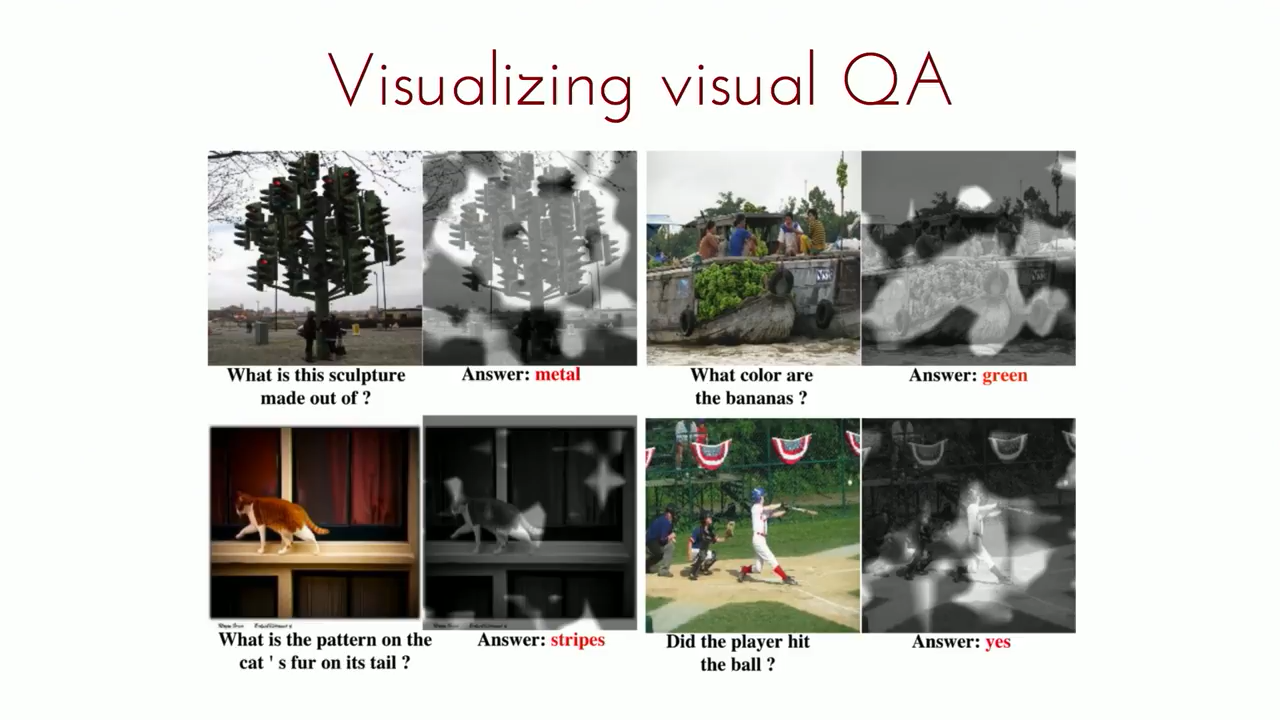 Visualizing visual QA
What is this sculpture
made out of ?
Answer: metal
What color are
the bananas ?
Answer: green
What is the pattern on the
cat ' s fur on its tail ?
Answer: stripes
Did the player hit
the ball ?
Answer: yes